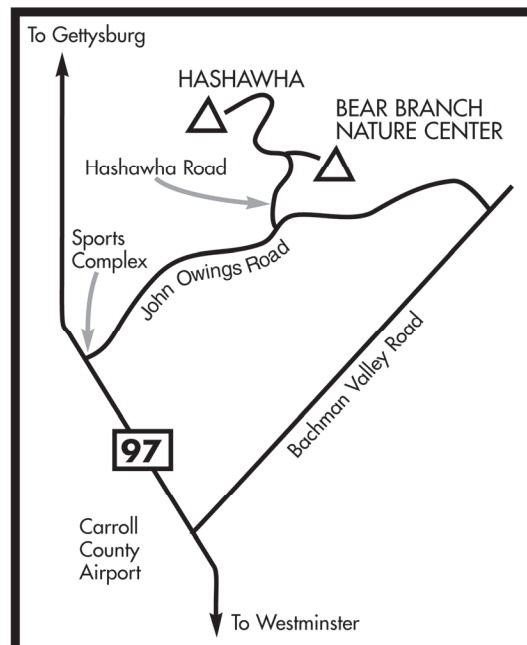 To Gettysburg
HASHAWHA
BEAR BRANCH
NATURE CENTER
Hashawha Road
Sports
Complex
John Owings Road
Bachman Valley Road
97
Carroll
County
Airport
To Westminster